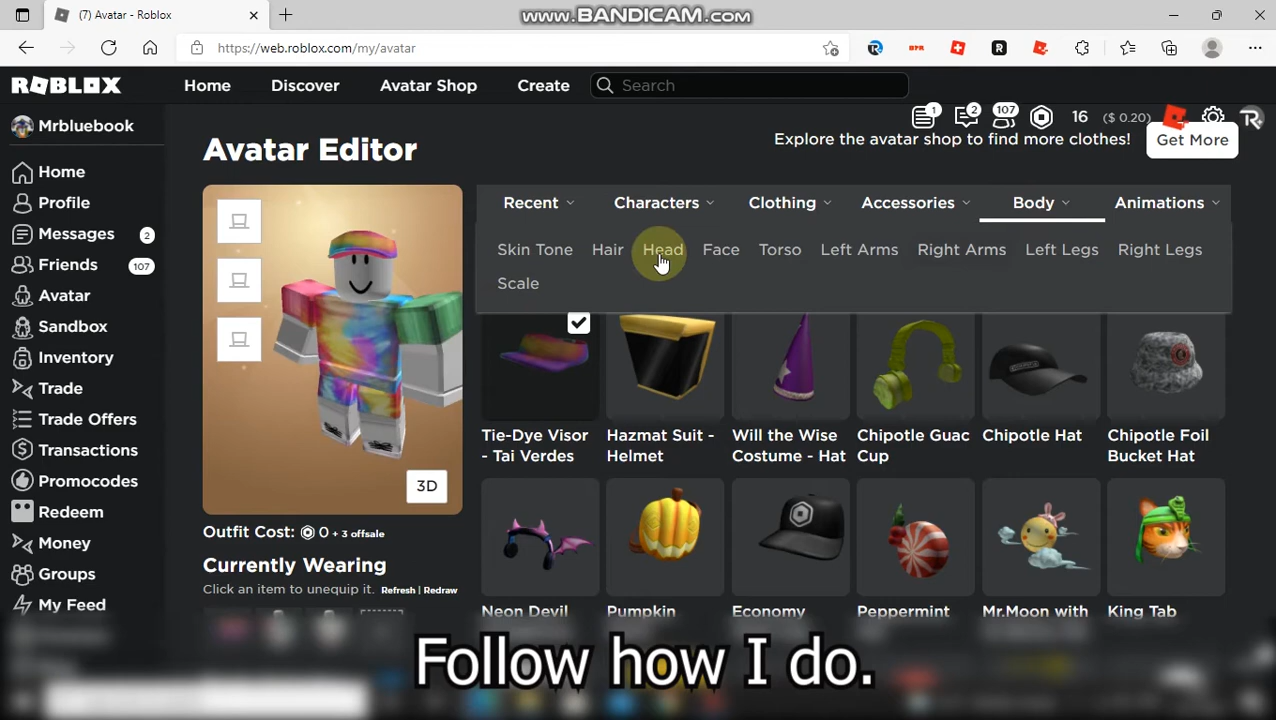 (7) Avatar - Roblox
www.BANDICAM.com
https://web.roblox.com/my/avatar
ROBLOX Home Discover Avatar Shop Create Search
1 2 107 16 ($ 0.20)
Mrbluebook
Home
Profile
Messages 2
Friends 107
Avatar
Sandbox
Inventory
Trade
Trade Offers
Transactions
Promocodes
Redeem
Money
Groups
My Feed
Avatar Editor
Explore the avatar shop to find more clothes! Get More
3D
Outfit Cost: 0 + 3 offsale
Currently Wearing
Click an item to unequip it. Refresh | Redraw
Recent Characters Clothing Accessories Body Animations
Skin Tone Hair Head Face Torso Left Arms Right Arms Left Legs Right Legs
Scale
Tie-Dye Visor
- Tai Verdes
Hazmat Suit -
Helmet
Will the Wise
Costume - Hat
Chipotle Guac
Cup
Chipotle Hat
Chipotle Foil
Bucket Hat
Neon Devil
Pumpkin
Economy
Peppermint
Mr.Moon with
King Tab
Follow how I do.